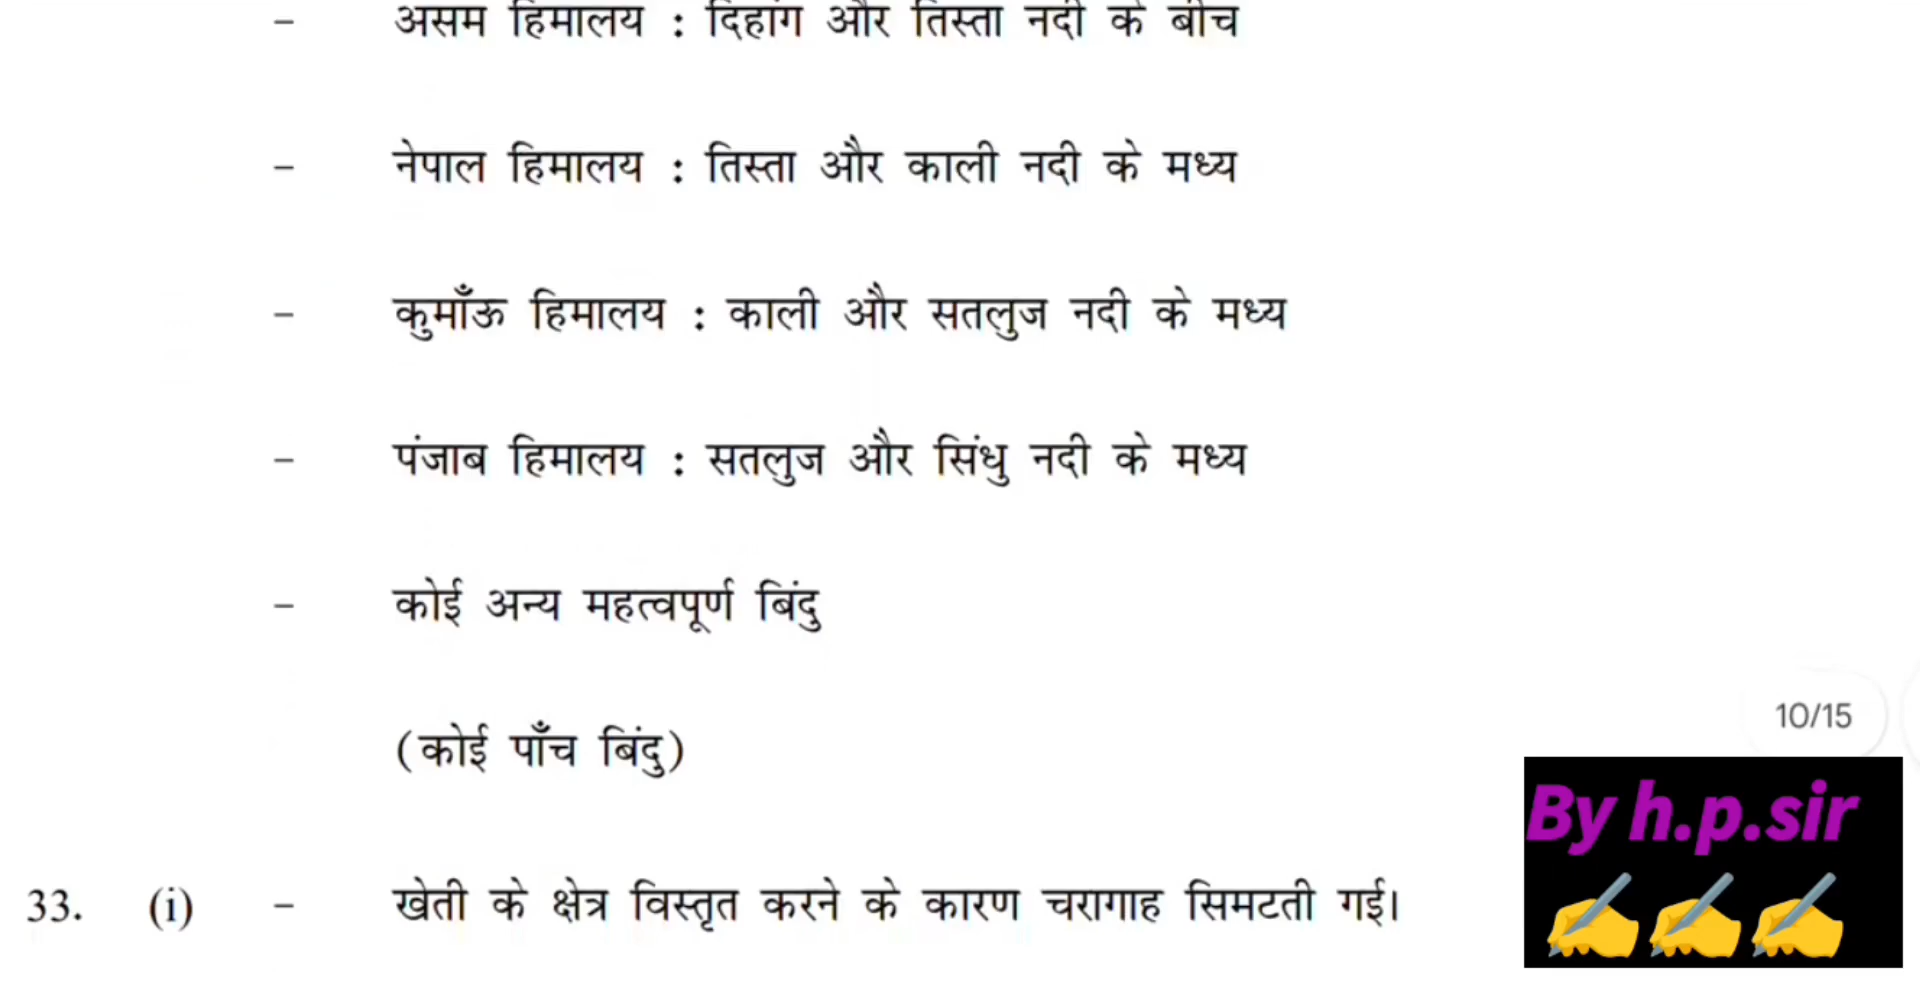 - असम हिमालय : दिहांग और तिस्ता नदी के बीच
- नेपाल हिमालय : तिस्ता और काली नदी के मध्य
- कुमाँऊ हिमालय : काली और सतलुज नदी के मध्य
- पंजाब हिमालय : सतलुज और सिंधु नदी के मध्य
- कोई अन्य महत्वपूर्ण बिंदु
(कोई पाँच बिंदु)
10/15
By h.p.sir
33. (i) - खेती के क्षेत्र विस्तृत करने के कारण चरागाह सिमटती गई।